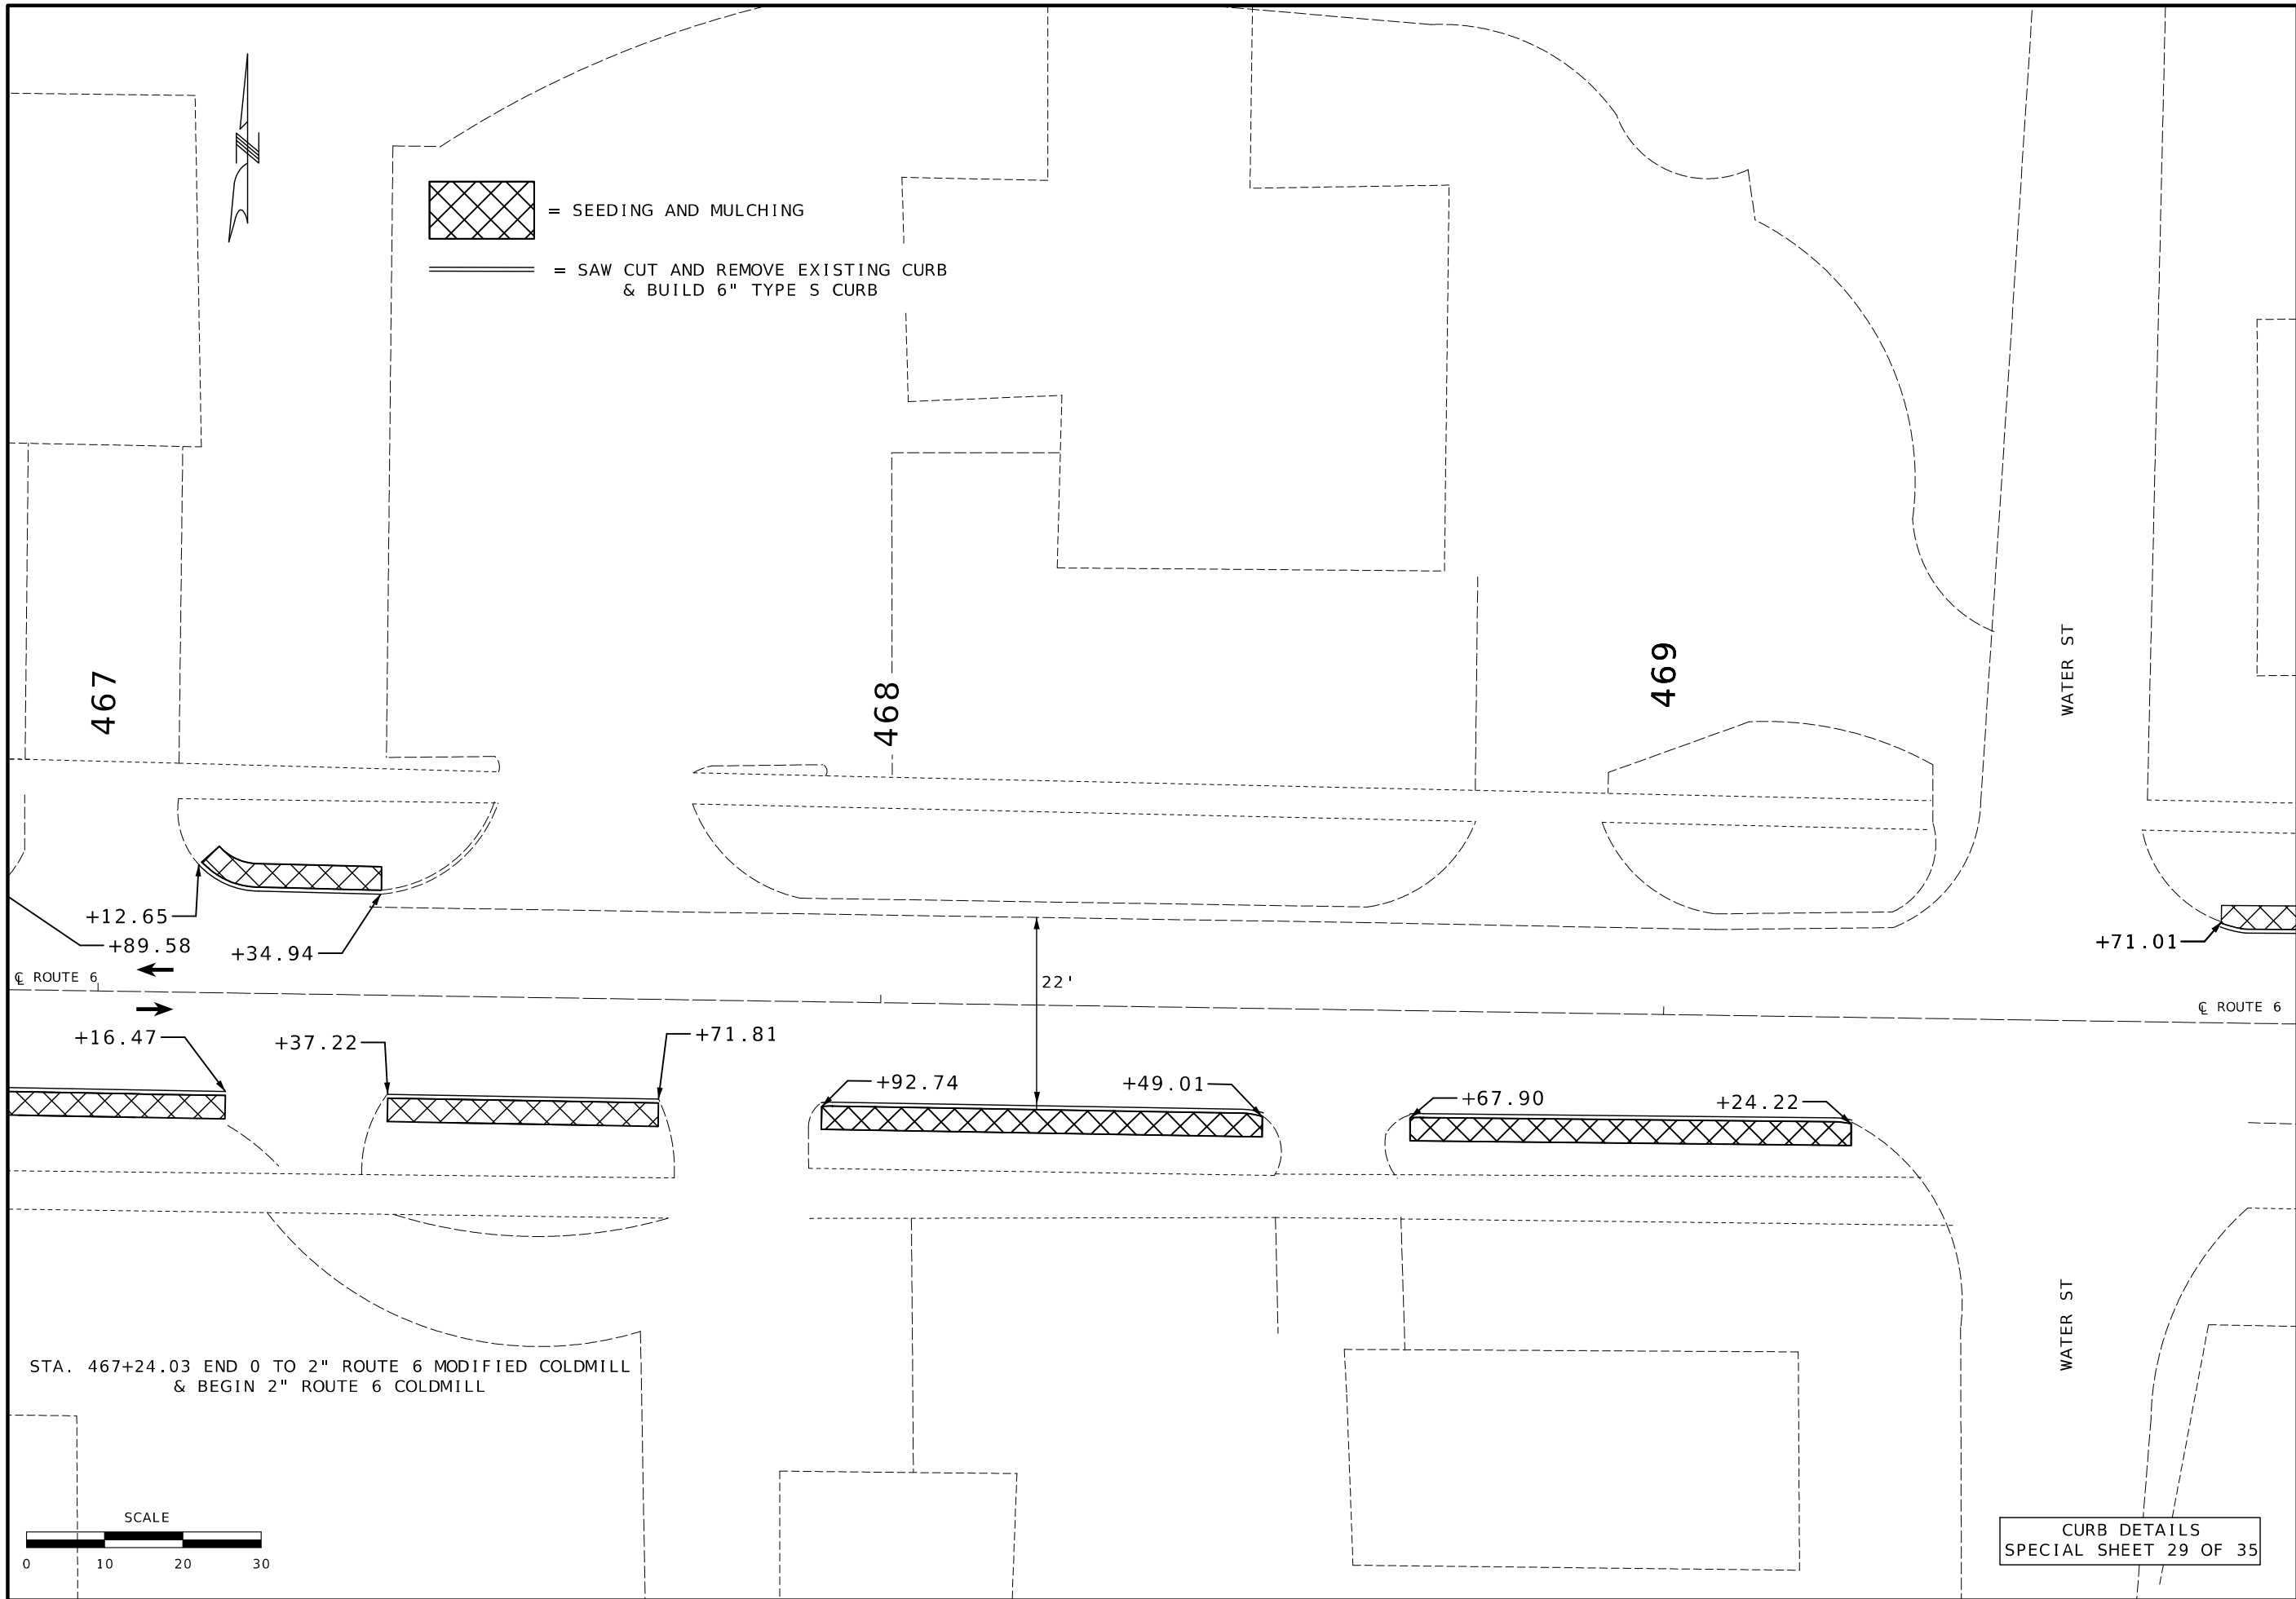 N
= SEEDING AND MULCHING
= SAW CUT AND REMOVE EXISTING CURB
& BUILD 6" TYPE S CURB
467
468
469
WATER ST
+12.65
+89.58
+34.94
+71.01
22'
℄ ROUTE 6
℄ ROUTE 6
+16.47
+37.22
+71.81
+92.74
+49.01
+67.90
+24.22
WATER ST
STA. 467+24.03 END 0 TO 2" ROUTE 6 MODIFIED COLDMILL
& BEGIN 2" ROUTE 6 COLDMILL
SCALE
0 10 20 30
CURB DETAILS
SPECIAL SHEET 29 OF 35